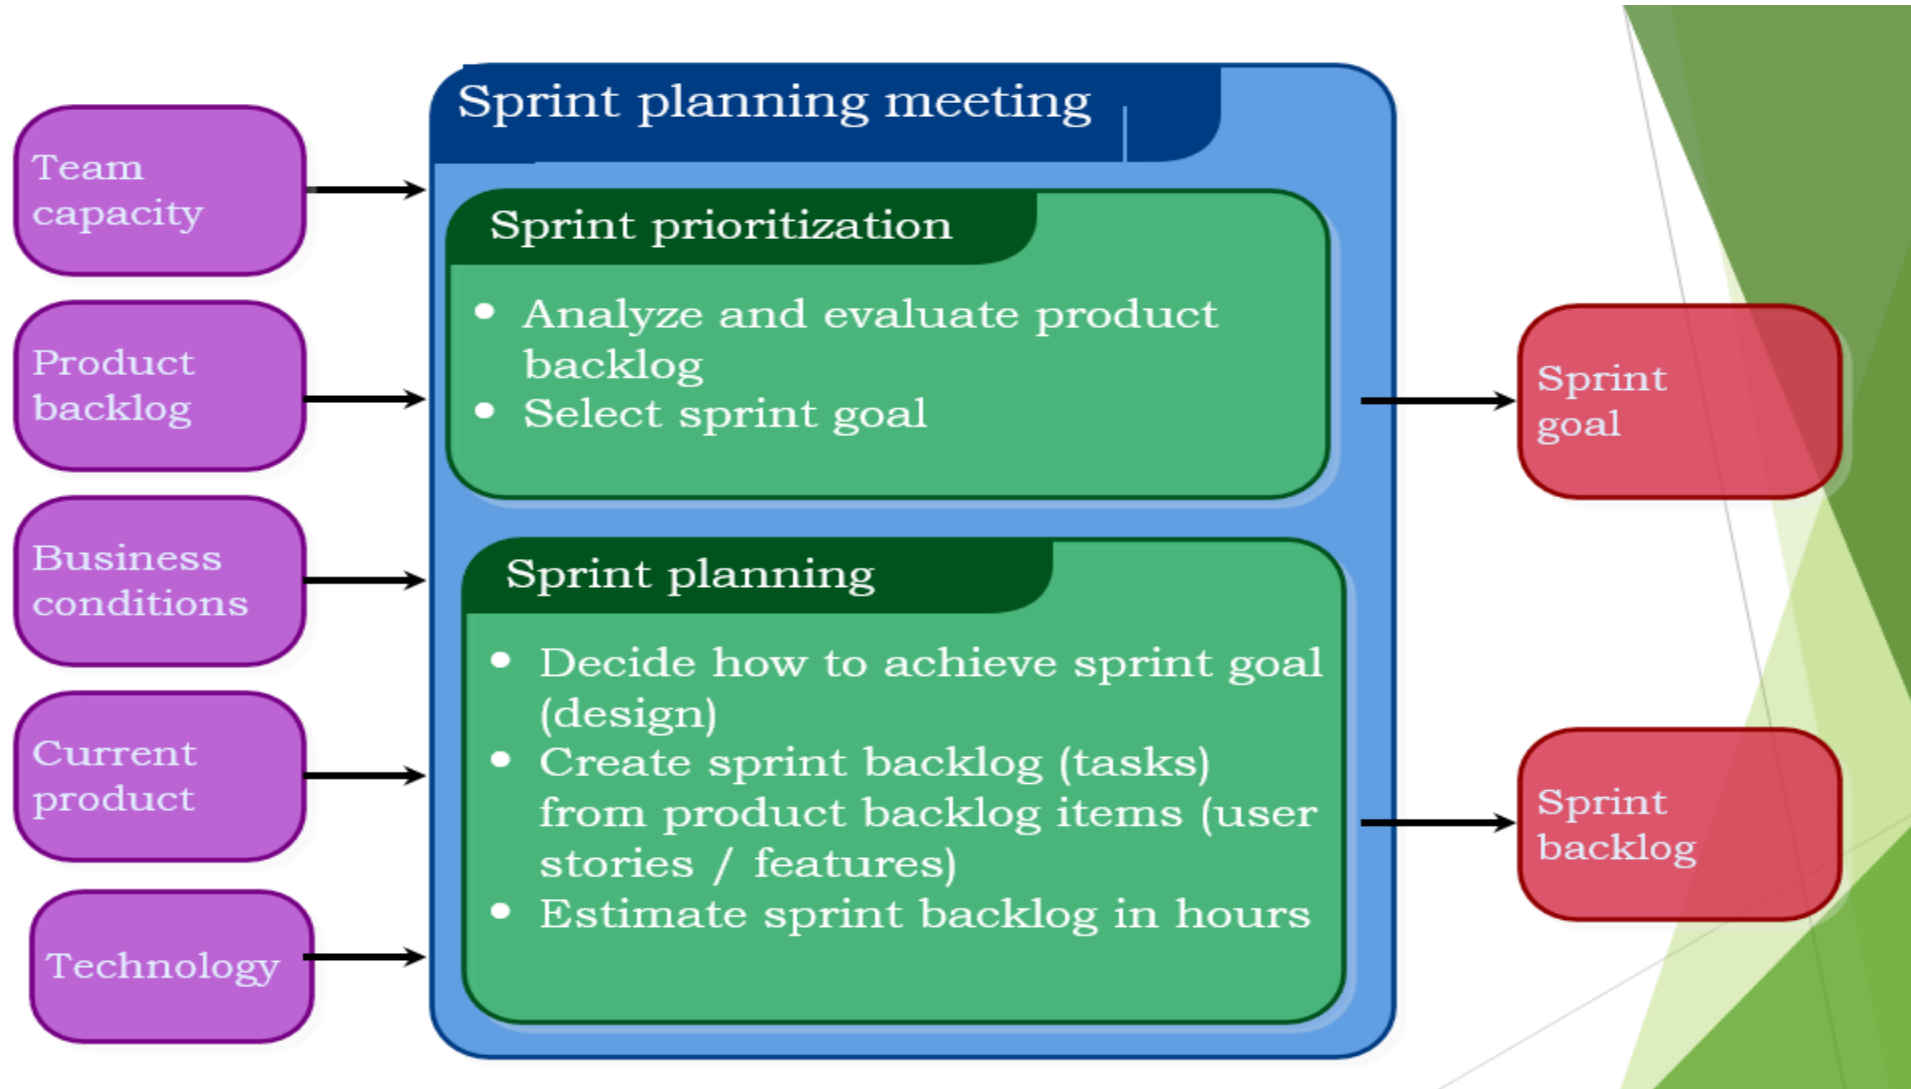 Sprint planning meeting
Team
capacity
Product
backlog
Business
conditions
Current
product
Technology
Sprint prioritization
• Analyze and evaluate product
backlog
• Select sprint goal
Sprint planning
• Decide how to achieve sprint goal
(design)
• Create sprint backlog (tasks)
from product backlog items (user
stories / features)
• Estimate sprint backlog in hours
Sprint
goal
Sprint
backlog